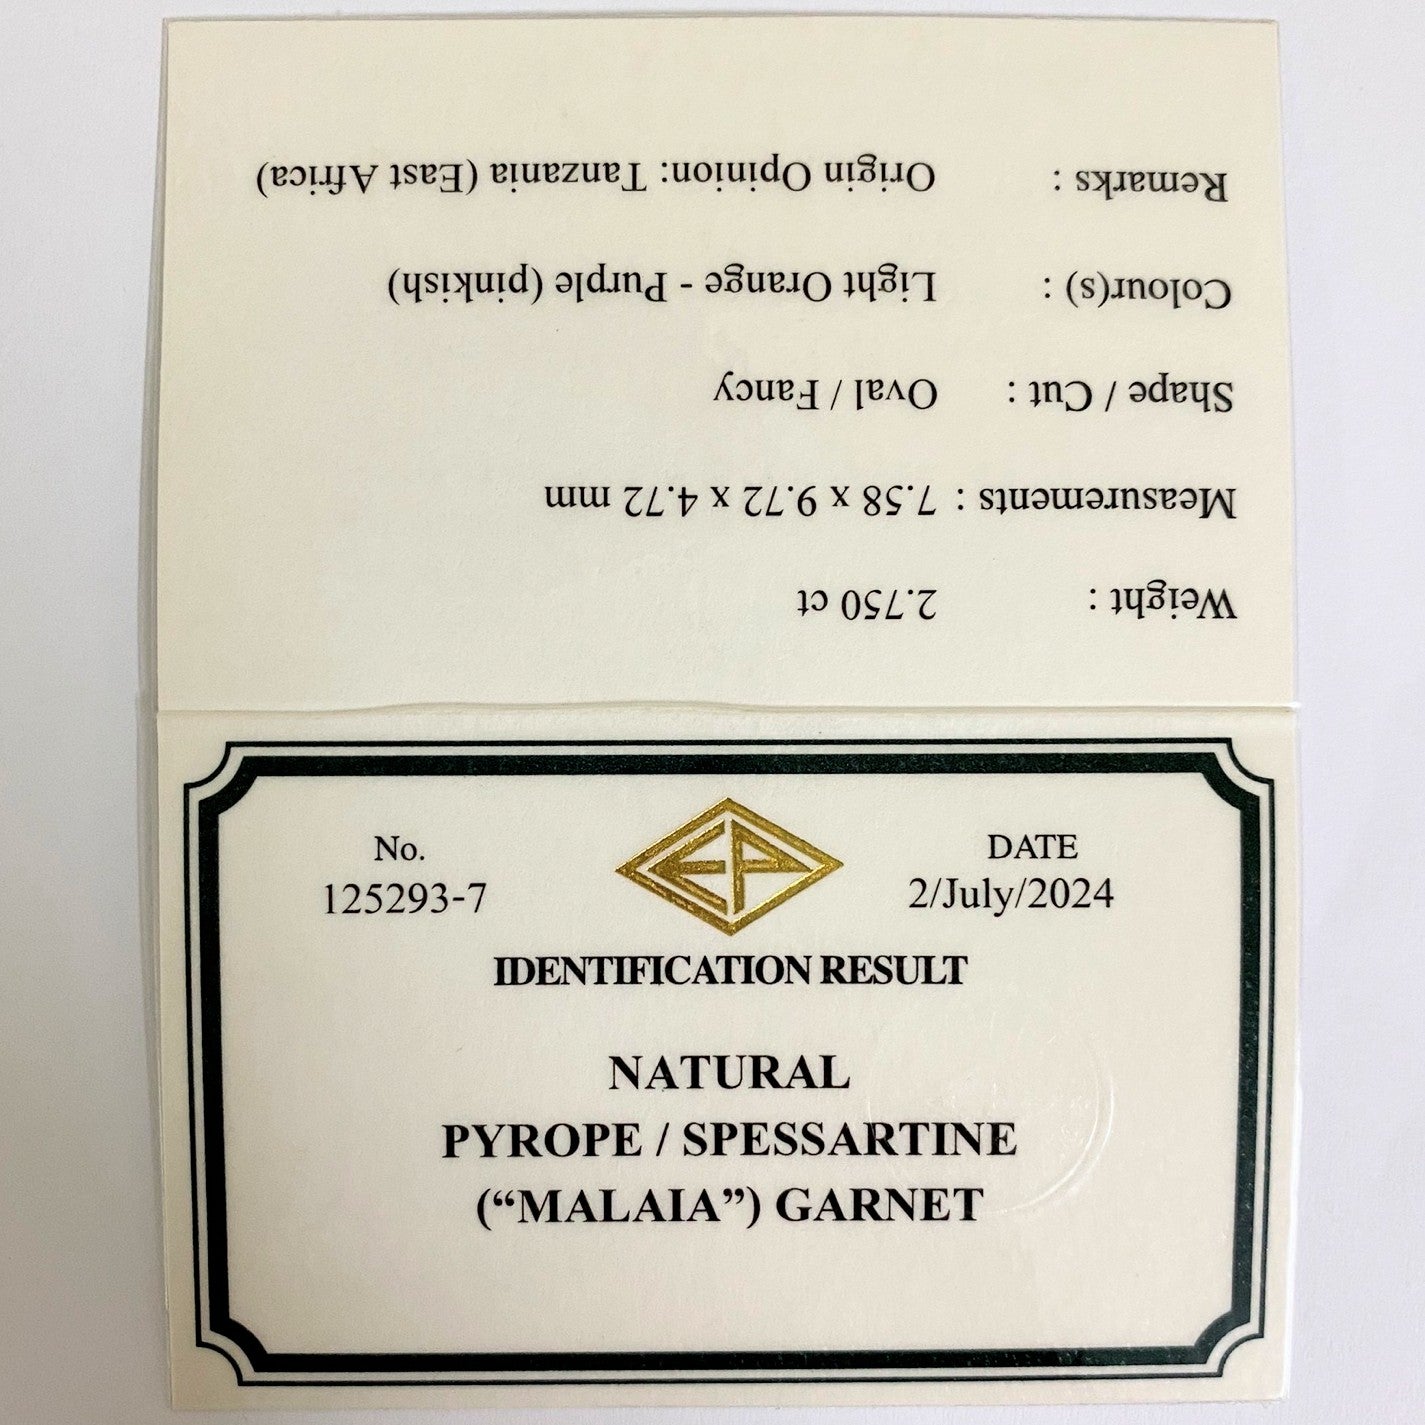 No.
125293-7
EP
DATE
2/July/2024
IDENTIFICATION RESULT
NATURAL
PYROPE / SPESSARTINE
(“MALAIA”) GARNET
Weight : 2.750 ct
Measurements : 7.58 x 9.72 x 4.72 mm
Shape / Cut : Oval / Fancy
Colour(s) : Light Orange - Purple (pinkish)
Remarks : Origin Opinion: Tanzania (East Africa)